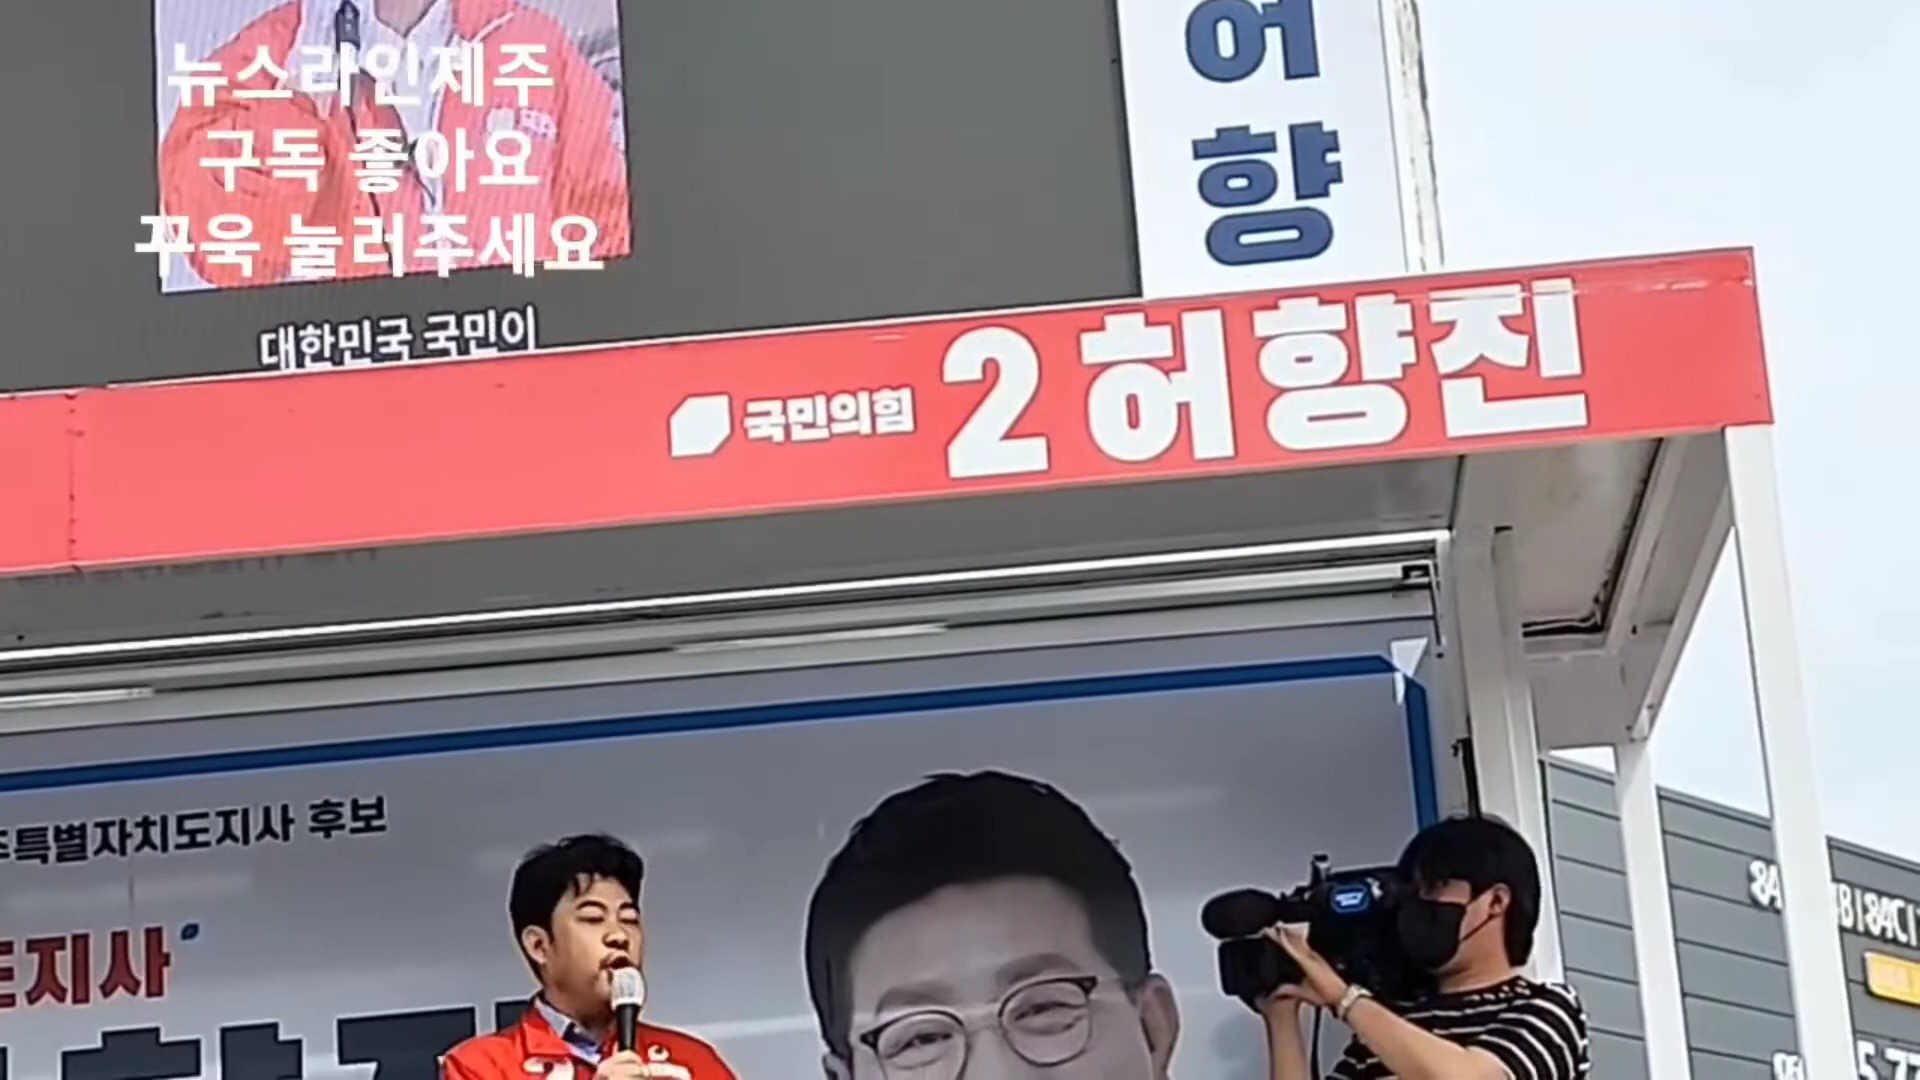 뉴스라인제주
구독 좋아요
꾸욱 눌러주세요
대한민국 국민이
허
향
국민의힘 2 허향진
특별자치도지사 후보
도지사